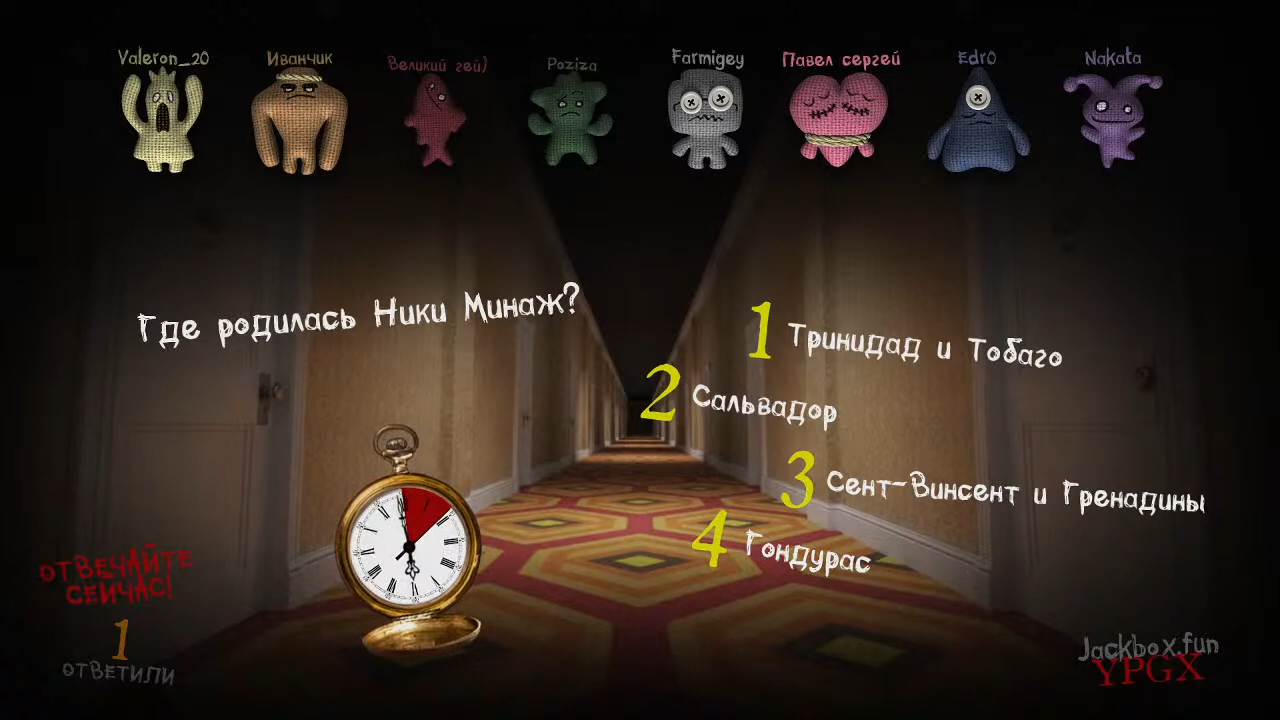 Valeron_20
Иванчик
Великий гей)
Poziza
Farmigey
Павел сергей
Edr0
Nakata
Где родилась Ники Минаж?
1 Тринидад и Тобаго
2 Сальвадор
3 Сент-Винсент и Гренадины
4 Гондурас
ОТВЕЧАЙТЕ
СЕЙЧАС!
1
ОТВЕТИЛИ
Jackbox.fun
YPGX